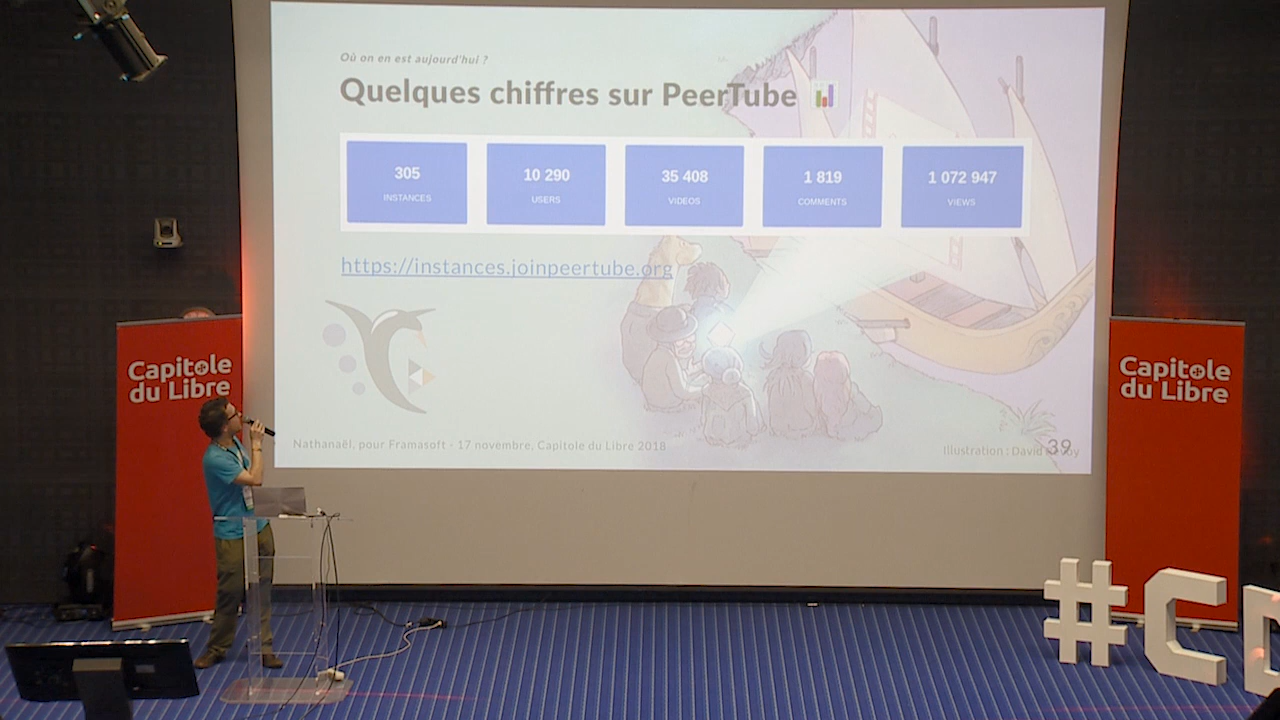 Où on en est aujourd'hui ?
Quelques chiffres sur PeerTube
305
INSTANCES
10 290
USERS
35 408
VIDEOS
1 819
COMMENTS
1 072 947
VIEWS
https://instances.joinpeertube.org
Nathanaël, pour Framasoft - 17 novembre, Capitole du Libre 2018
Illustration : David
39
Capitole
du Libre
Capitole
du Libre
#C